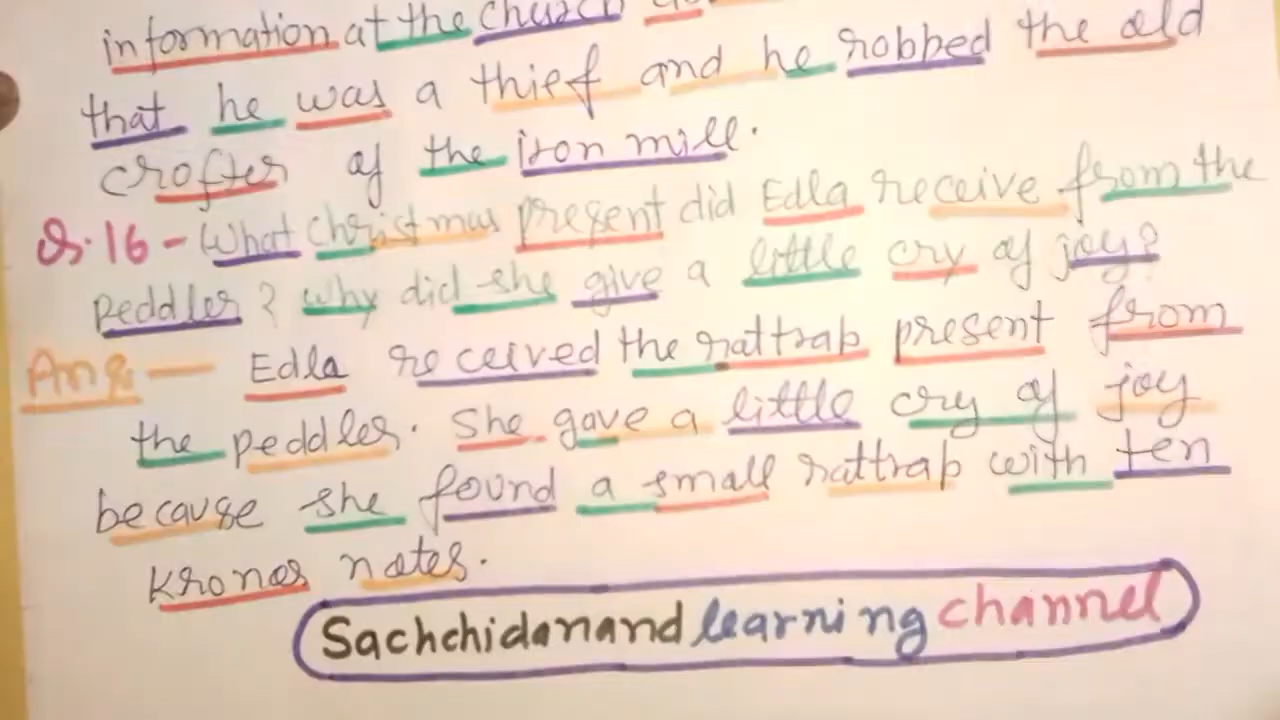 information at the church
that he was a thief and he robbed the old
crofter of the iron mill.
Q.16 - What christmas present did Edla receive from the
peddler? Why did she give a little cry of joy?
Ans - Edla received the rattrap present from
the peddler. She gave a little cry of joy
because she found a small rattrap with ten
Kronor notes.
Sachchidanand learning channel